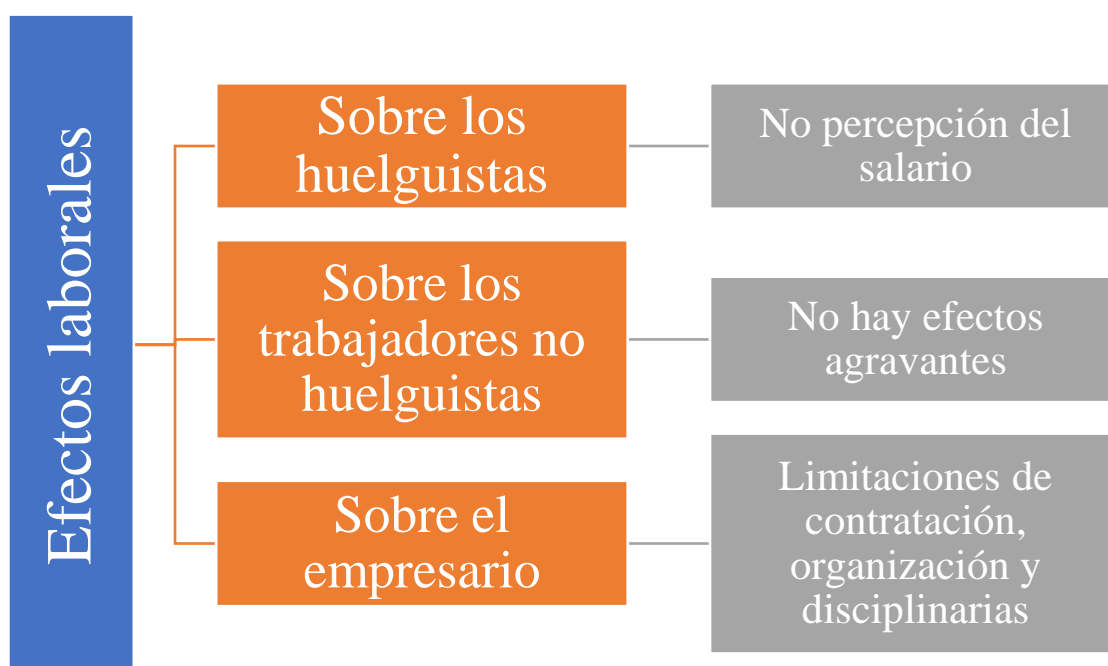 Efectos laborales
Sobre los
huelguistas
No percepción del
salario
Sobre los
trabajadores no
huelguistas
No hay efectos
agravantes
Sobre el
empresario
Limitaciones de
contratación,
organización y
disciplinarias